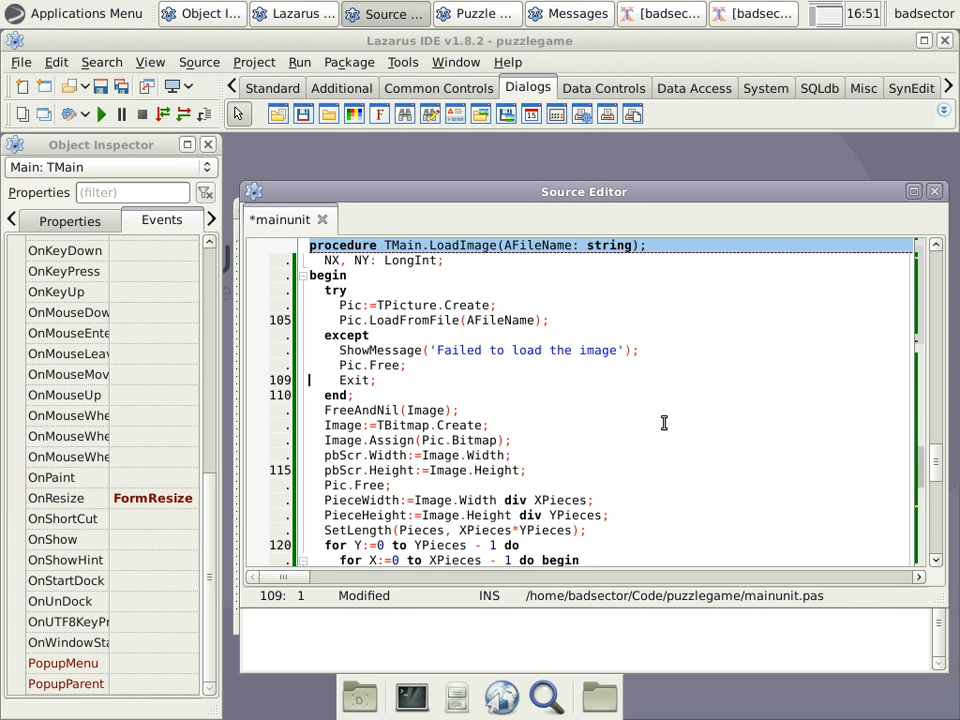 Applications Menu Object I... Lazarus ... Source ... Puzzle ... Messages [badsec... [badsec... 16:51 badsector
Lazarus IDE v1.8.2 - puzzlegame
File Edit Search View Source Project Run Package Tools Window Help
Standard Additional Common Controls Dialogs Data Controls Data Access System SQLdb Misc SynEdit
Object Inspector
Main: TMain
Properties (filter)
Properties Events
OnKeyDown
OnKeyPress
OnKeyUp
OnMouseDow
OnMouseEnte
OnMouseLeav
OnMouseMov
OnMouseUp
OnMouseWhe
OnMouseWhe
OnMouseWhe
OnPaint
OnResize FormResize
OnShortCut
OnShow
OnShowHint
OnStartDock
OnUnDock
OnUTF8KeyPr
OnWindowSta
PopupMenu
PopupParent
Source Editor
*mainunit
procedure TMain.LoadImage(AFileName: string);
. NX, NY: LongInt;
. begin
. try
. Pic:=TPicture.Create;
105 Pic.LoadFromFile(AFileName);
. except
. ShowMessage('Failed to load the image');
. Pic.Free;
109 Exit;
110 end;
. FreeAndNil(Image);
. Image:=TBitmap.Create;
. Image.Assign(Pic.Bitmap);
. pbScr.Width:=Image.Width;
115 pbScr.Height:=Image.Height;
. Pic.Free;
. PieceWidth:=Image.Width div XPieces;
. PieceHeight:=Image.Height div YPieces;
. SetLength(Pieces, XPieces*YPieces);
120 for Y:=0 to YPieces - 1 do
. for X:=0 to XPieces - 1 do begin
109: 1 Modified INS /home/badsector/Code/puzzlegame/mainunit.pas